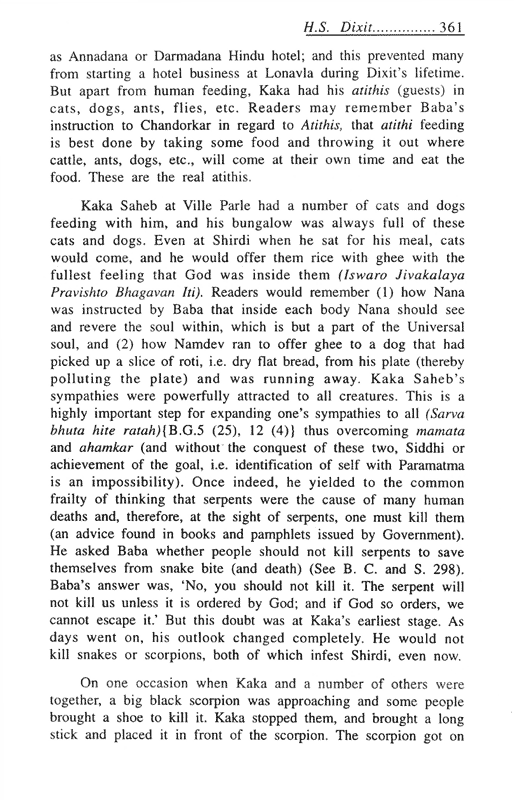 H.S. Dixit............... 361
as Annadana or Darmadana Hindu hotel; and this prevented many
from starting a hotel business at Lonavla during Dixit's lifetime.
But apart from human feeding, Kaka had his atithis (guests) in
cats, dogs, ants, flies, etc. Readers may remember Baba's
instruction to Chandorkar in regard to Atithis, that atithi feeding
is best done by taking some food and throwing it out where
cattle, ants, dogs, etc., will come at their own time and eat the
food. These are the real atithis.
Kaka Saheb at Ville Parle had a number of cats and dogs
feeding with him, and his bungalow was always full of these
cats and dogs. Even at Shirdi when he sat for his meal, cats
would come, and he would offer them rice with ghee with the
fullest feeling that God was inside them (Iswaro Jivakalaya
Pravishto Bhagavan Iti). Readers would remember (1) how Nana
was instructed by Baba that inside each body Nana should see
and revere the soul within, which is but a part of the Universal
soul, and (2) how Namdev ran to offer ghee to a dog that had
picked up a slice of roti, i.e. dry flat bread, from his plate (thereby
polluting the plate) and was running away. Kaka Saheb's
sympathies were powerfully attracted to all creatures. This is a
highly important step for expanding one's sympathies to all (Sarva
bhuta hite ratah){B.G.5 (25), 12 (4)} thus overcoming mamata
and ahamkar (and without the conquest of these two, Siddhi or
achievement of the goal, i.e. identification of self with Paramatma
is an impossibility). Once indeed, he yielded to the common
frailty of thinking that serpents were the cause of many human
deaths and, therefore, at the sight of serpents, one must kill them
(an advice found in books and pamphlets issued by Government).
He asked Baba whether people should not kill serpents to save
themselves from snake bite (and death) (See B. C. and S. 298).
Baba's answer was, 'No, you should not kill it. The serpent will
not kill us unless it is ordered by God; and if God so orders, we
cannot escape it.' But this doubt was at Kaka's earliest stage. As
days went on, his outlook changed completely. He would not
kill snakes or scorpions, both of which infest Shirdi, even now.
On one occasion when Kaka and a number of others were
together, a big black scorpion was approaching and some people
brought a shoe to kill it. Kaka stopped them, and brought a long
stick and placed it in front of the scorpion. The scorpion got on